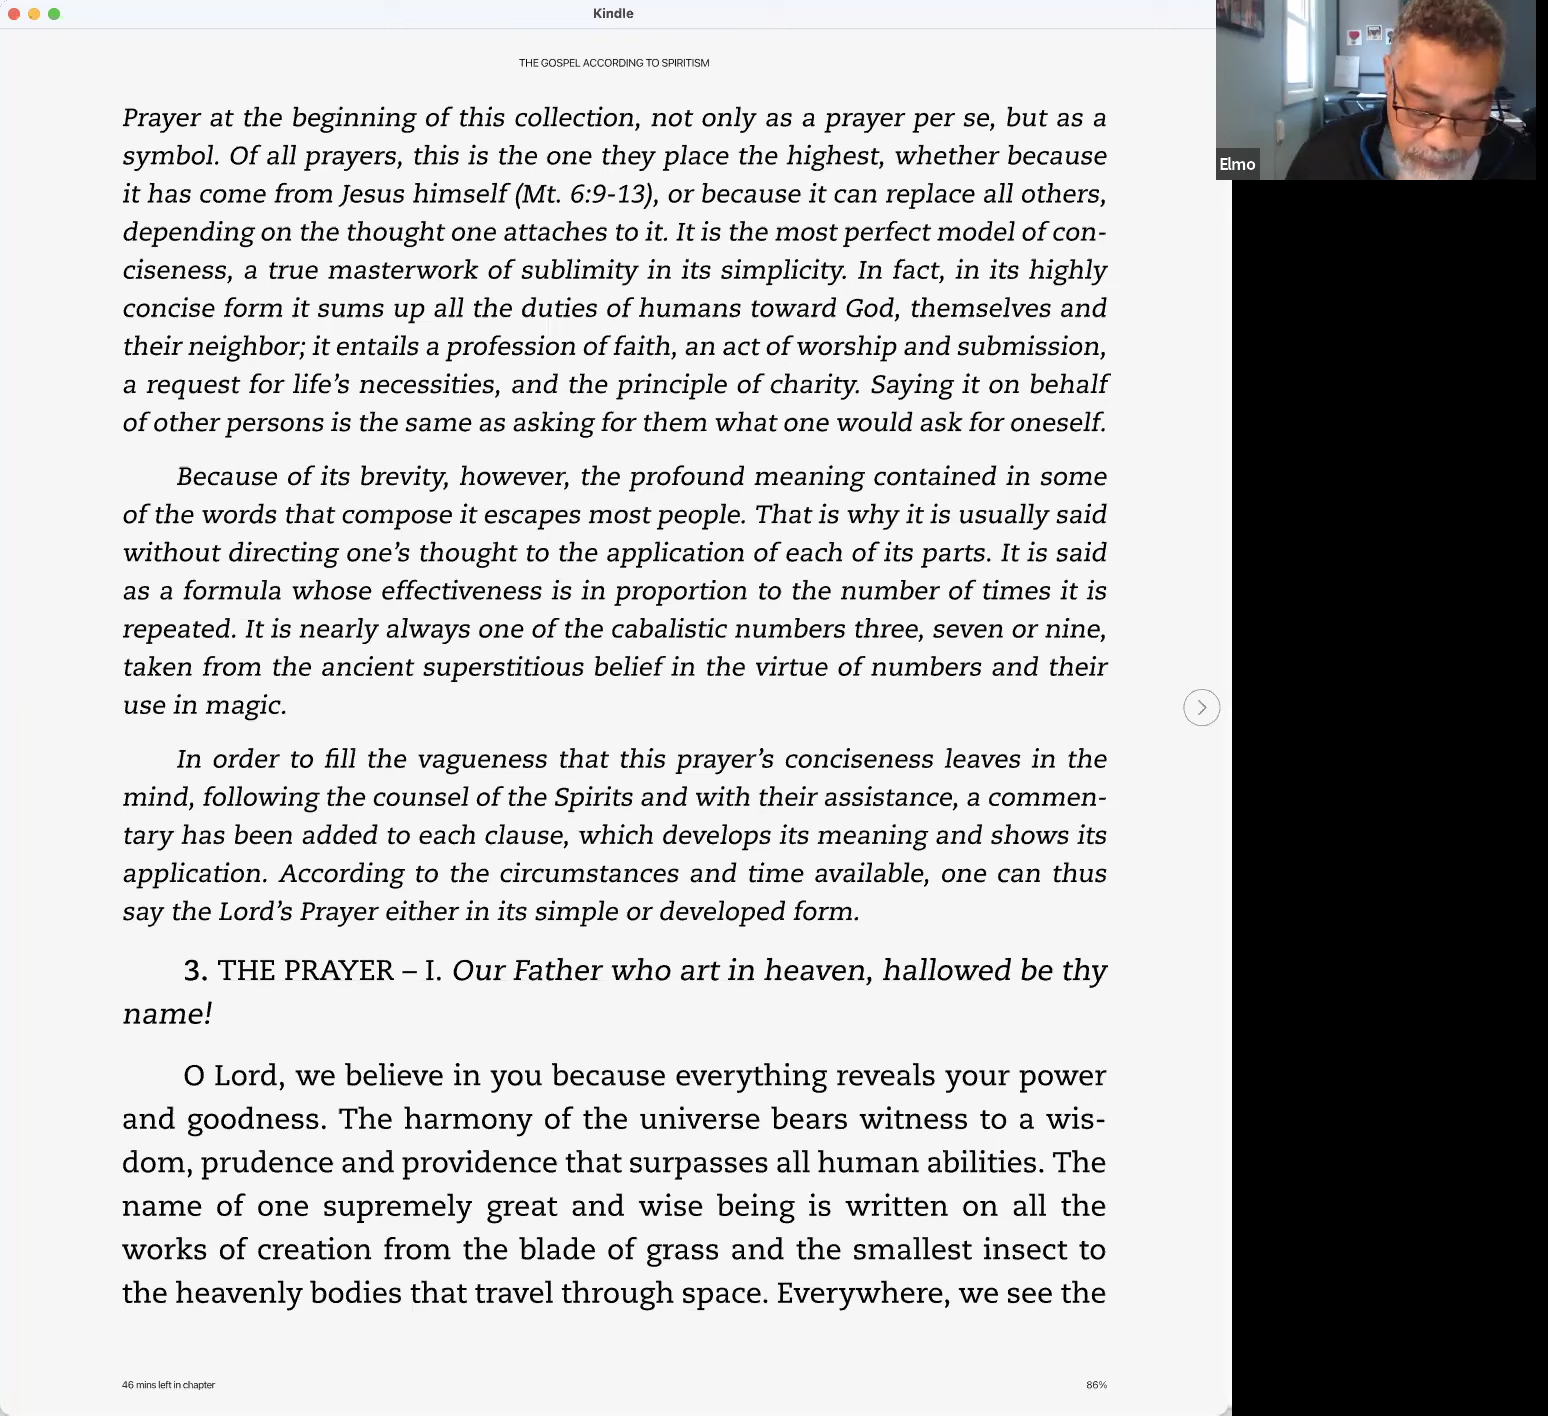 Kindle
THE GOSPEL ACCORDING TO SPIRITISM
Prayer at the beginning of this collection, not only as a prayer per se, but as a
symbol. Of all prayers, this is the one they place the highest, whether because
it has come from Jesus himself (Mt. 6:9-13), or because it can replace all others,
depending on the thought one attaches to it. It is the most perfect model of con-
ciseness, a true masterwork of sublimity in its simplicity. In fact, in its highly
concise form it sums up all the duties of humans toward God, themselves and
their neighbor; it entails a profession of faith, an act of worship and submission,
a request for life’s necessities, and the principle of charity. Saying it on behalf
of other persons is the same as asking for them what one would ask for oneself.
Because of its brevity, however, the profound meaning contained in some
of the words that compose it escapes most people. That is why it is usually said
without directing one’s thought to the application of each of its parts. It is said
as a formula whose effectiveness is in proportion to the number of times it is
repeated. It is nearly always one of the cabalistic numbers three, seven or nine,
taken from the ancient superstitious belief in the virtue of numbers and their
use in magic.
In order to fill the vagueness that this prayer’s conciseness leaves in the
mind, following the counsel of the Spirits and with their assistance, a commen-
tary has been added to each clause, which develops its meaning and shows its
application. According to the circumstances and time available, one can thus
say the Lord’s Prayer either in its simple or developed form.
3. THE PRAYER – I. Our Father who art in heaven, hallowed be thy
name!
O Lord, we believe in you because everything reveals your power
and goodness. The harmony of the universe bears witness to a wis-
dom, prudence and providence that surpasses all human abilities. The
name of one supremely great and wise being is written on all the
works of creation from the blade of grass and the smallest insect to
the heavenly bodies that travel through space. Everywhere, we see the
46 mins left in chapter
86%
Elmo